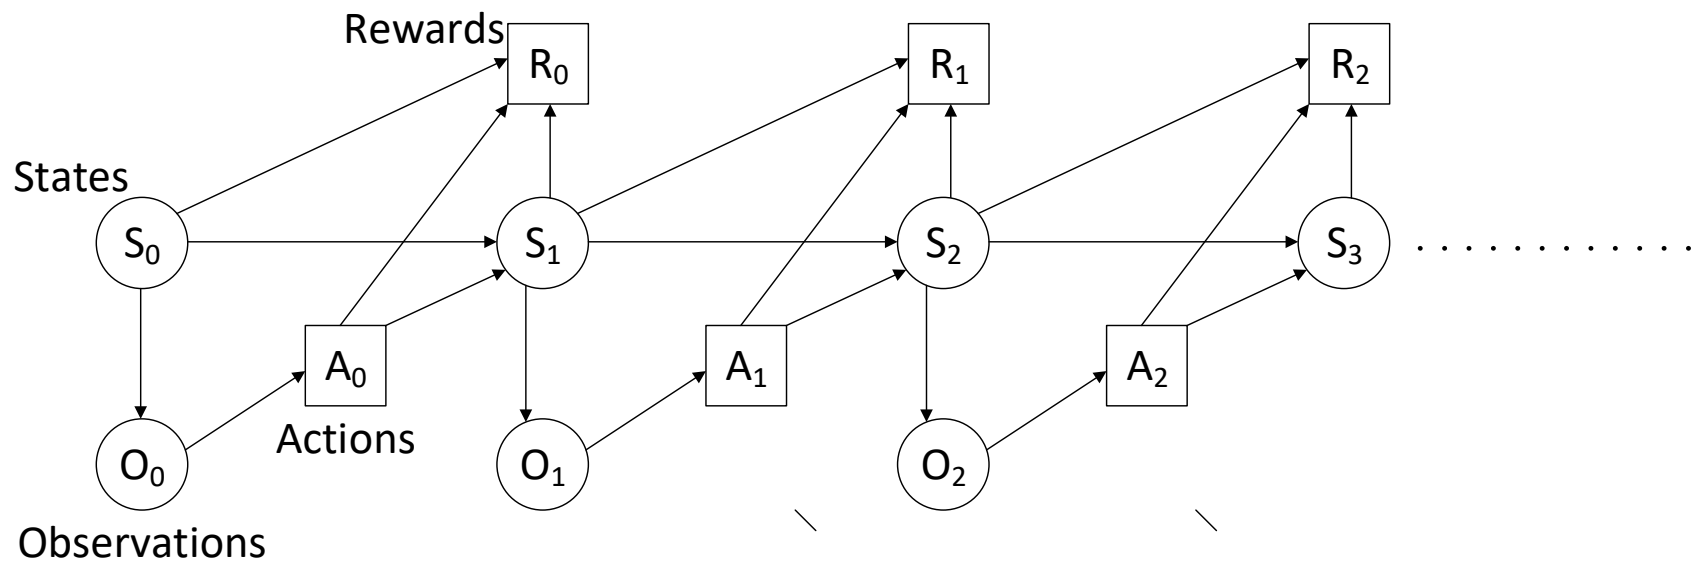 Rewards
R₀
R₁
R₂
States
S₀
S₁
S₂
S₃
............
A₀
A₁
A₂
Actions
O₀
O₁
O₂
Observations